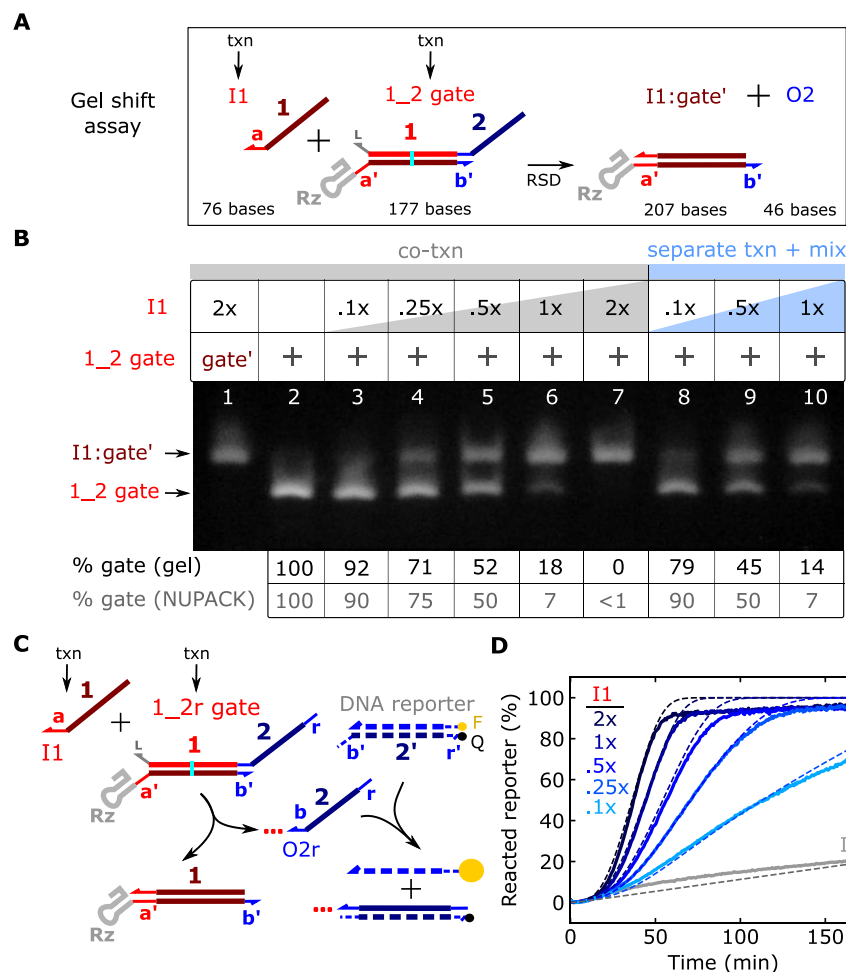 A
txn
txn
Gel shift
assay
I1
1_2 gate
I1:gate' + O2
1
a
+
L
1
2
Rz
a'
b'
RSD
a'
Rz
b'
76 bases
177 bases
207 bases
46 bases
B
co-txn
separate txn + mix
I1 2x .1x .25x .5x 1x 2x .1x .5x 1x
1_2 gate gate' + + + + + + + + +
1 2 3 4 5 6 7 8 9 10
I1:gate'
1_2 gate
% gate (gel) 100 92 71 52 18 0 79 45 14
% gate (NUPACK) 100 90 75 50 7 <1 90 50 7
C
txn
txn
1
a
I1
+
1_2r gate
L
1
2
r
Rz
a'
b'
DNA reporter
F
Q
b'
2'
r'
b
2
r
O2r
1
a'
Rz
b'
+
D
Reacted reporter (%)
100
80
60
40
20
0
I1
2x
1x
.5x
.25x
.1x
I
0 50 100 150
Time (min)